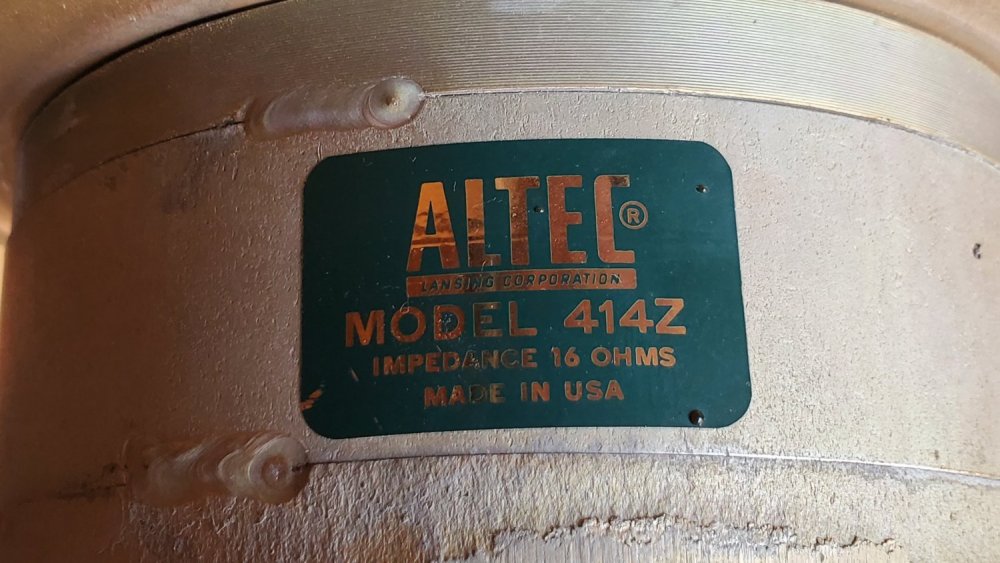 ALTEC®
LANSING CORPORATION
MODEL 414Z
IMPEDANCE 16 OHMS
MADE IN USA